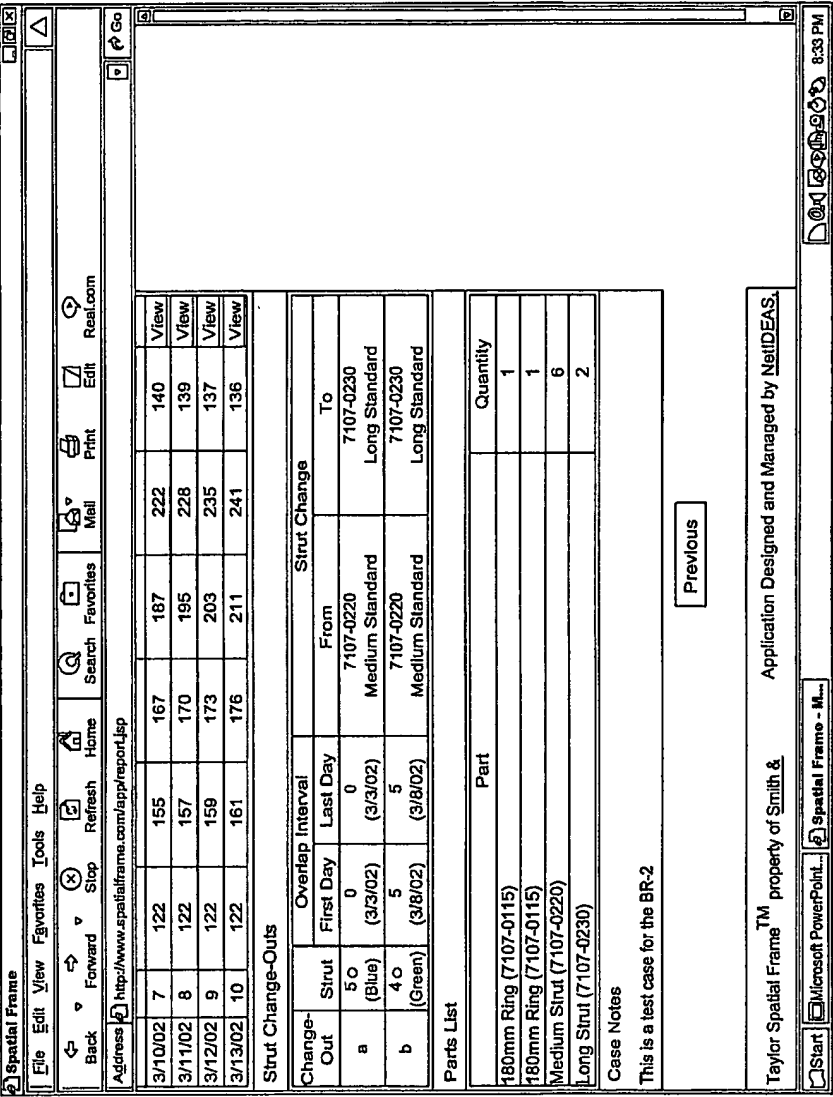 Spatial Frame
File Edit View Favorites Tools Help
Back Forward Stop Refresh Home Search Favorites Mail Print Edit Real.com
Address http://www.spatialframe.com/app/report.jsp Go
3/10/02 7 122 155 167 187 222 140 View
3/11/02 8 122 157 170 195 228 139 View
3/12/02 9 122 159 173 203 235 137 View
3/13/02 10 122 161 176 211 241 136 View
Strut Change-Outs
Change-Out Strut Overlap Interval Strut Change
First Day Last Day From To
a 5 o (Blue) 0 (3/3/02) 0 (3/3/02) 7107-0220 Medium Standard 7107-0230 Long Standard
b 4 o (Green) 5 (3/8/02) 5 (3/8/02) 7107-0220 Medium Standard 7107-0230 Long Standard
Parts List
Part Quantity
180mm Ring (7107-0115) 1
180mm Ring (7107-0115) 1
Medium Strut (7107-0220) 6
Long Strut (7107-0230) 2
Case Notes
This is a test case for the BR-2
Previous
Taylor Spatial Frame™ property of Smith & Application Designed and Managed by NetIDEAS.
Start Microsoft PowerPoint... Spatial Frame - M... 8:33 PM